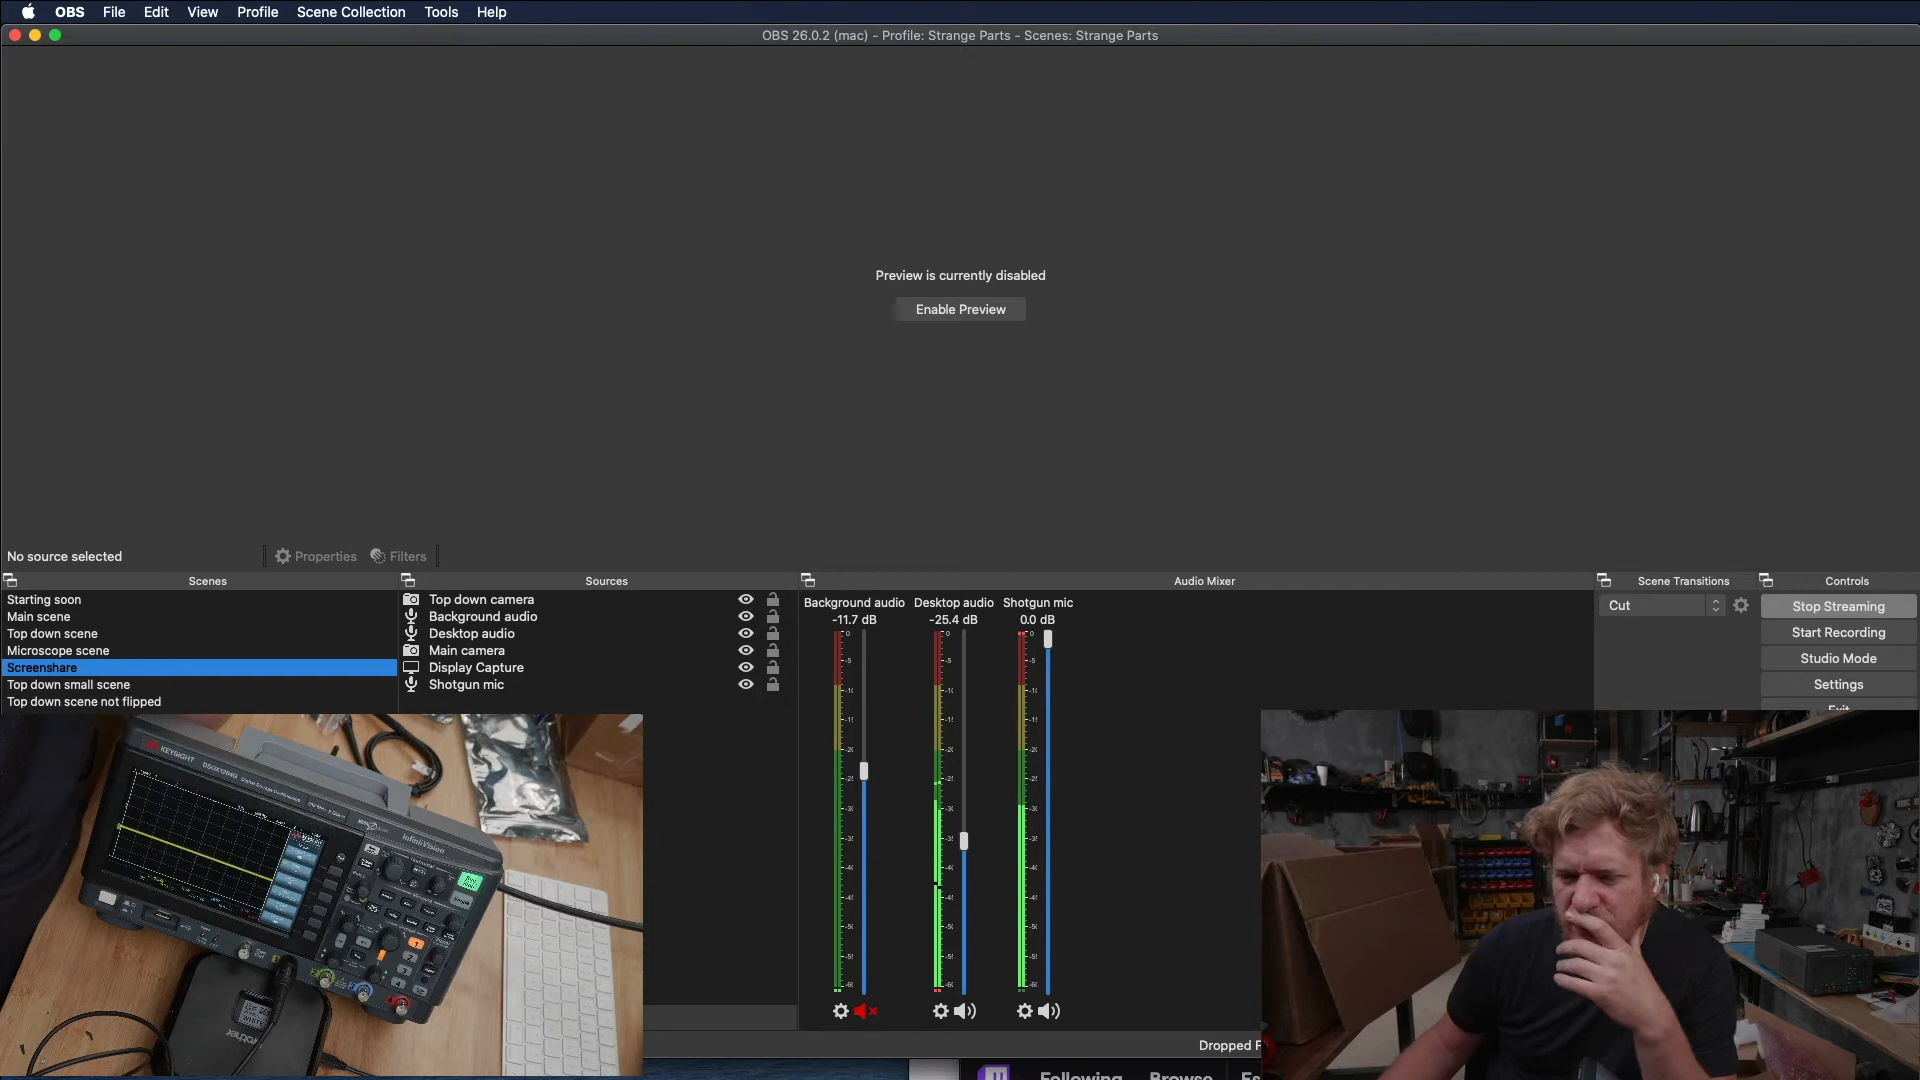 OBS File Edit View Profile Scene Collection Tools Help
OBS 26.0.2 (mac) - Profile: Strange Parts - Scenes: Strange Parts
Preview is currently disabled
Enable Preview
No source selected
Properties
Filters
Scenes
Sources
Audio Mixer
Scene Transitions
Controls
Starting soon
Main scene
Top down scene
Microscope scene
Screenshare
Top down small scene
Top down scene not flipped
Top down camera
Background audio
Desktop audio
Main camera
Display Capture
Shotgun mic
Background audio
-11.7 dB
Desktop audio
-25.4 dB
Shotgun mic
0.0 dB
Cut
Stop Streaming
Start Recording
Studio Mode
Settings
Exit
KEYSIGHT
InfiniiVision
WHITE
brother
Dropped F
Following
Browse
Es